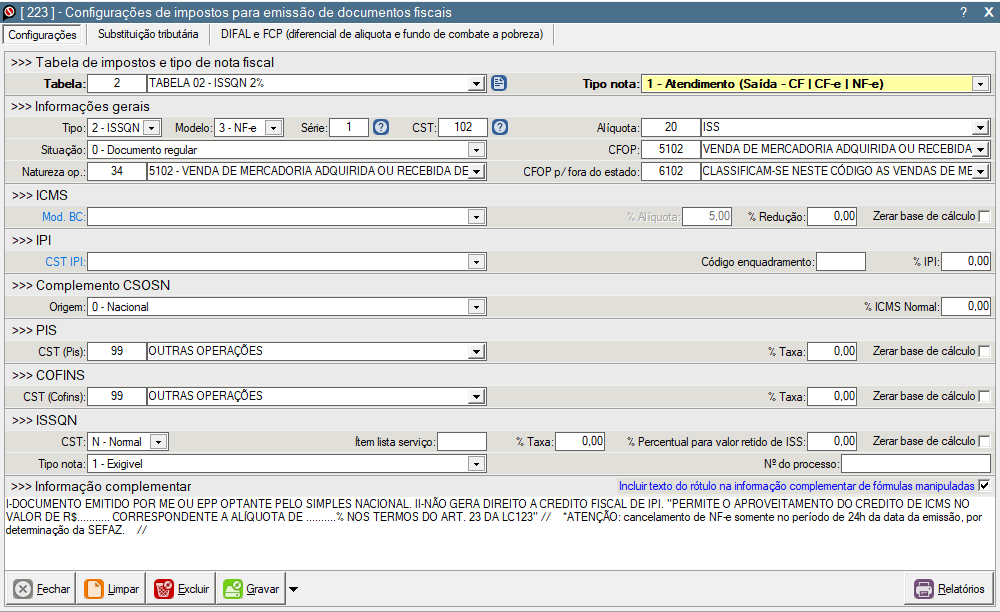 [ 223 ] - Configurações de impostos para emissão de documentos fiscais ? X
Configurações Substituição tributária DIFAL e FCP (diferencial de aliquota e fundo de combate a pobreza)
>>> Tabela de impostos e tipo de nota fiscal
Tabela: 2 TABELA 02 - ISSQN 2% Tipo nota: 1 - Atendimento (Saída - CF | CF-e | NF-e)
>>> Informações gerais
Tipo: 2 - ISSQN Modelo: 3 - NF-e Série: 1 ? CST: 102 ? Alíquota: 20 ISS
Situação: 0 - Documento regular CFOP: 5102 VENDA DE MERCADORIA ADQUIRIDA OU RECEBIDA
Natureza op.: 34 5102 - VENDA DE MERCADORIA ADQUIRIDA OU RECEBIDA DE CFOP p/ fora do estado: 6102 CLASSIFICAM-SE NESTE CÓDIGO AS VENDAS DE ME
>>> ICMS
Mod. BC: % Alíquota: 5,00 % Redução: 0,00 Zerar base de cálculo
>>> IPI
CST IPI: Código enquadramento: % IPI: 0,00
>>> Complemento CSOSN
Origem: 0 - Nacional % ICMS Normal: 0,00
>>> PIS
CST (Pis): 99 OUTRAS OPERAÇÕES % Taxa: 0,00 Zerar base de cálculo
>>> COFINS
CST (Cofins): 99 OUTRAS OPERAÇÕES % Taxa: 0,00 Zerar base de cálculo
>>> ISSQN
CST: N - Normal Ítem lista serviço: % Taxa: 0,00 % Percentual para valor retido de ISS: 0,00 Zerar base de cálculo
Tipo nota: 1 - Exigivel Nº do processo:
>>> Informação complementar Incluir texto do rótulo na informação complementar de fórmulas manipuladas
I-DOCUMENTO EMITIDO POR ME OU EPP OPTANTE PELO SIMPLES NACIONAL. II-NÃO GERA DIREITO A CREDITO FISCAL DE IPI. "PERMITE O APROVEITAMENTO DO CREDITO DE ICMS NO
VALOR DE R$.......... CORRESPONDENTE A ALÍQUOTA DE ..........% NOS TERMOS DO ART. 23 DA LC123" // *ATENÇÃO: cancelamento de NF-e somente no período de 24h da data da emissão, por
determinação da SEFAZ. //
Fechar Limpar Excluir Gravar Relatórios